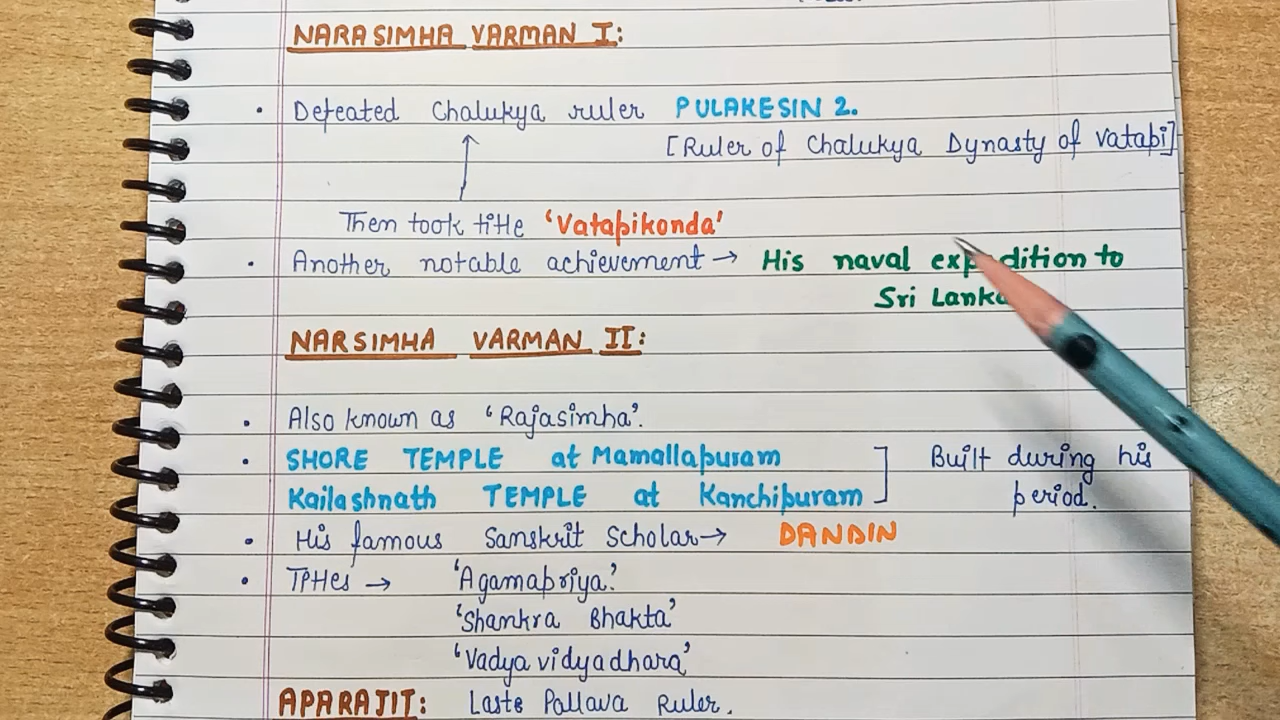 NARASIMHA VARMAN I:
• Defeated Chalukya ruler PULAKESIN 2.
[Ruler of Chalukya Dynasty of Vatapi]
Then took title 'Vatapikonda'
• Another notable achievement → His naval expedition to
Sri Lanka
NARSIMHA VARMAN II:
• Also known as 'Rajasimha'.
• SHORE TEMPLE at Mamallapuram ] Built during his
Kailashnath TEMPLE at Kanchipuram period.
• His famous Sanskrit Scholar → DANDIN
• Titles → 'Agamapriya'.
'Shankra Bhakta'
'Vadya vidyadhara'
APARAJIT: Laste Pallava Ruler.